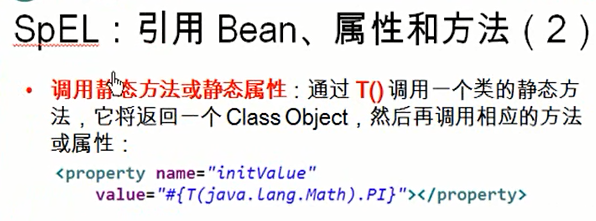 SpEL：引用 Bean、属性和方法（2）
• 调用静态方法或静态属性：通过 T() 调用一个类的静态方
法，它将返回一个 Class Object，然后再调用相应的方法
或属性：
<property name="initValue"
value="#{T(java.lang.Math).PI}"></property>